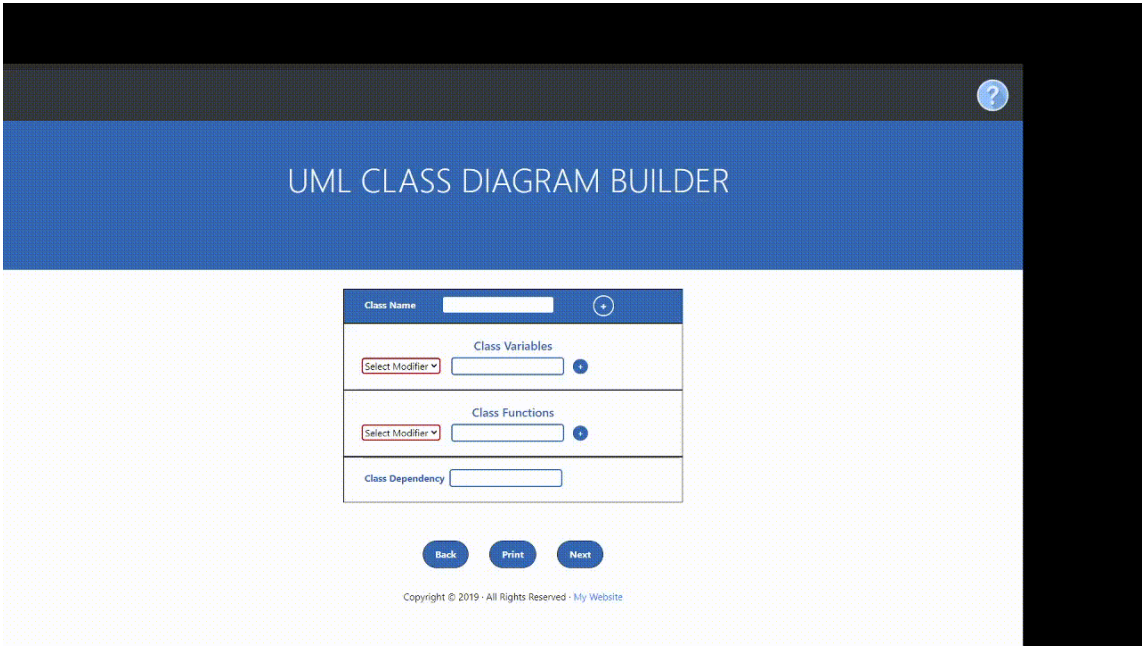 ?
UML CLASS DIAGRAM BUILDER
Class Name +
Class Variables
Select Modifier +
Class Functions
Select Modifier +
Class Dependency
Back Print Next
Copyright © 2019 · All Rights Reserved · My Website